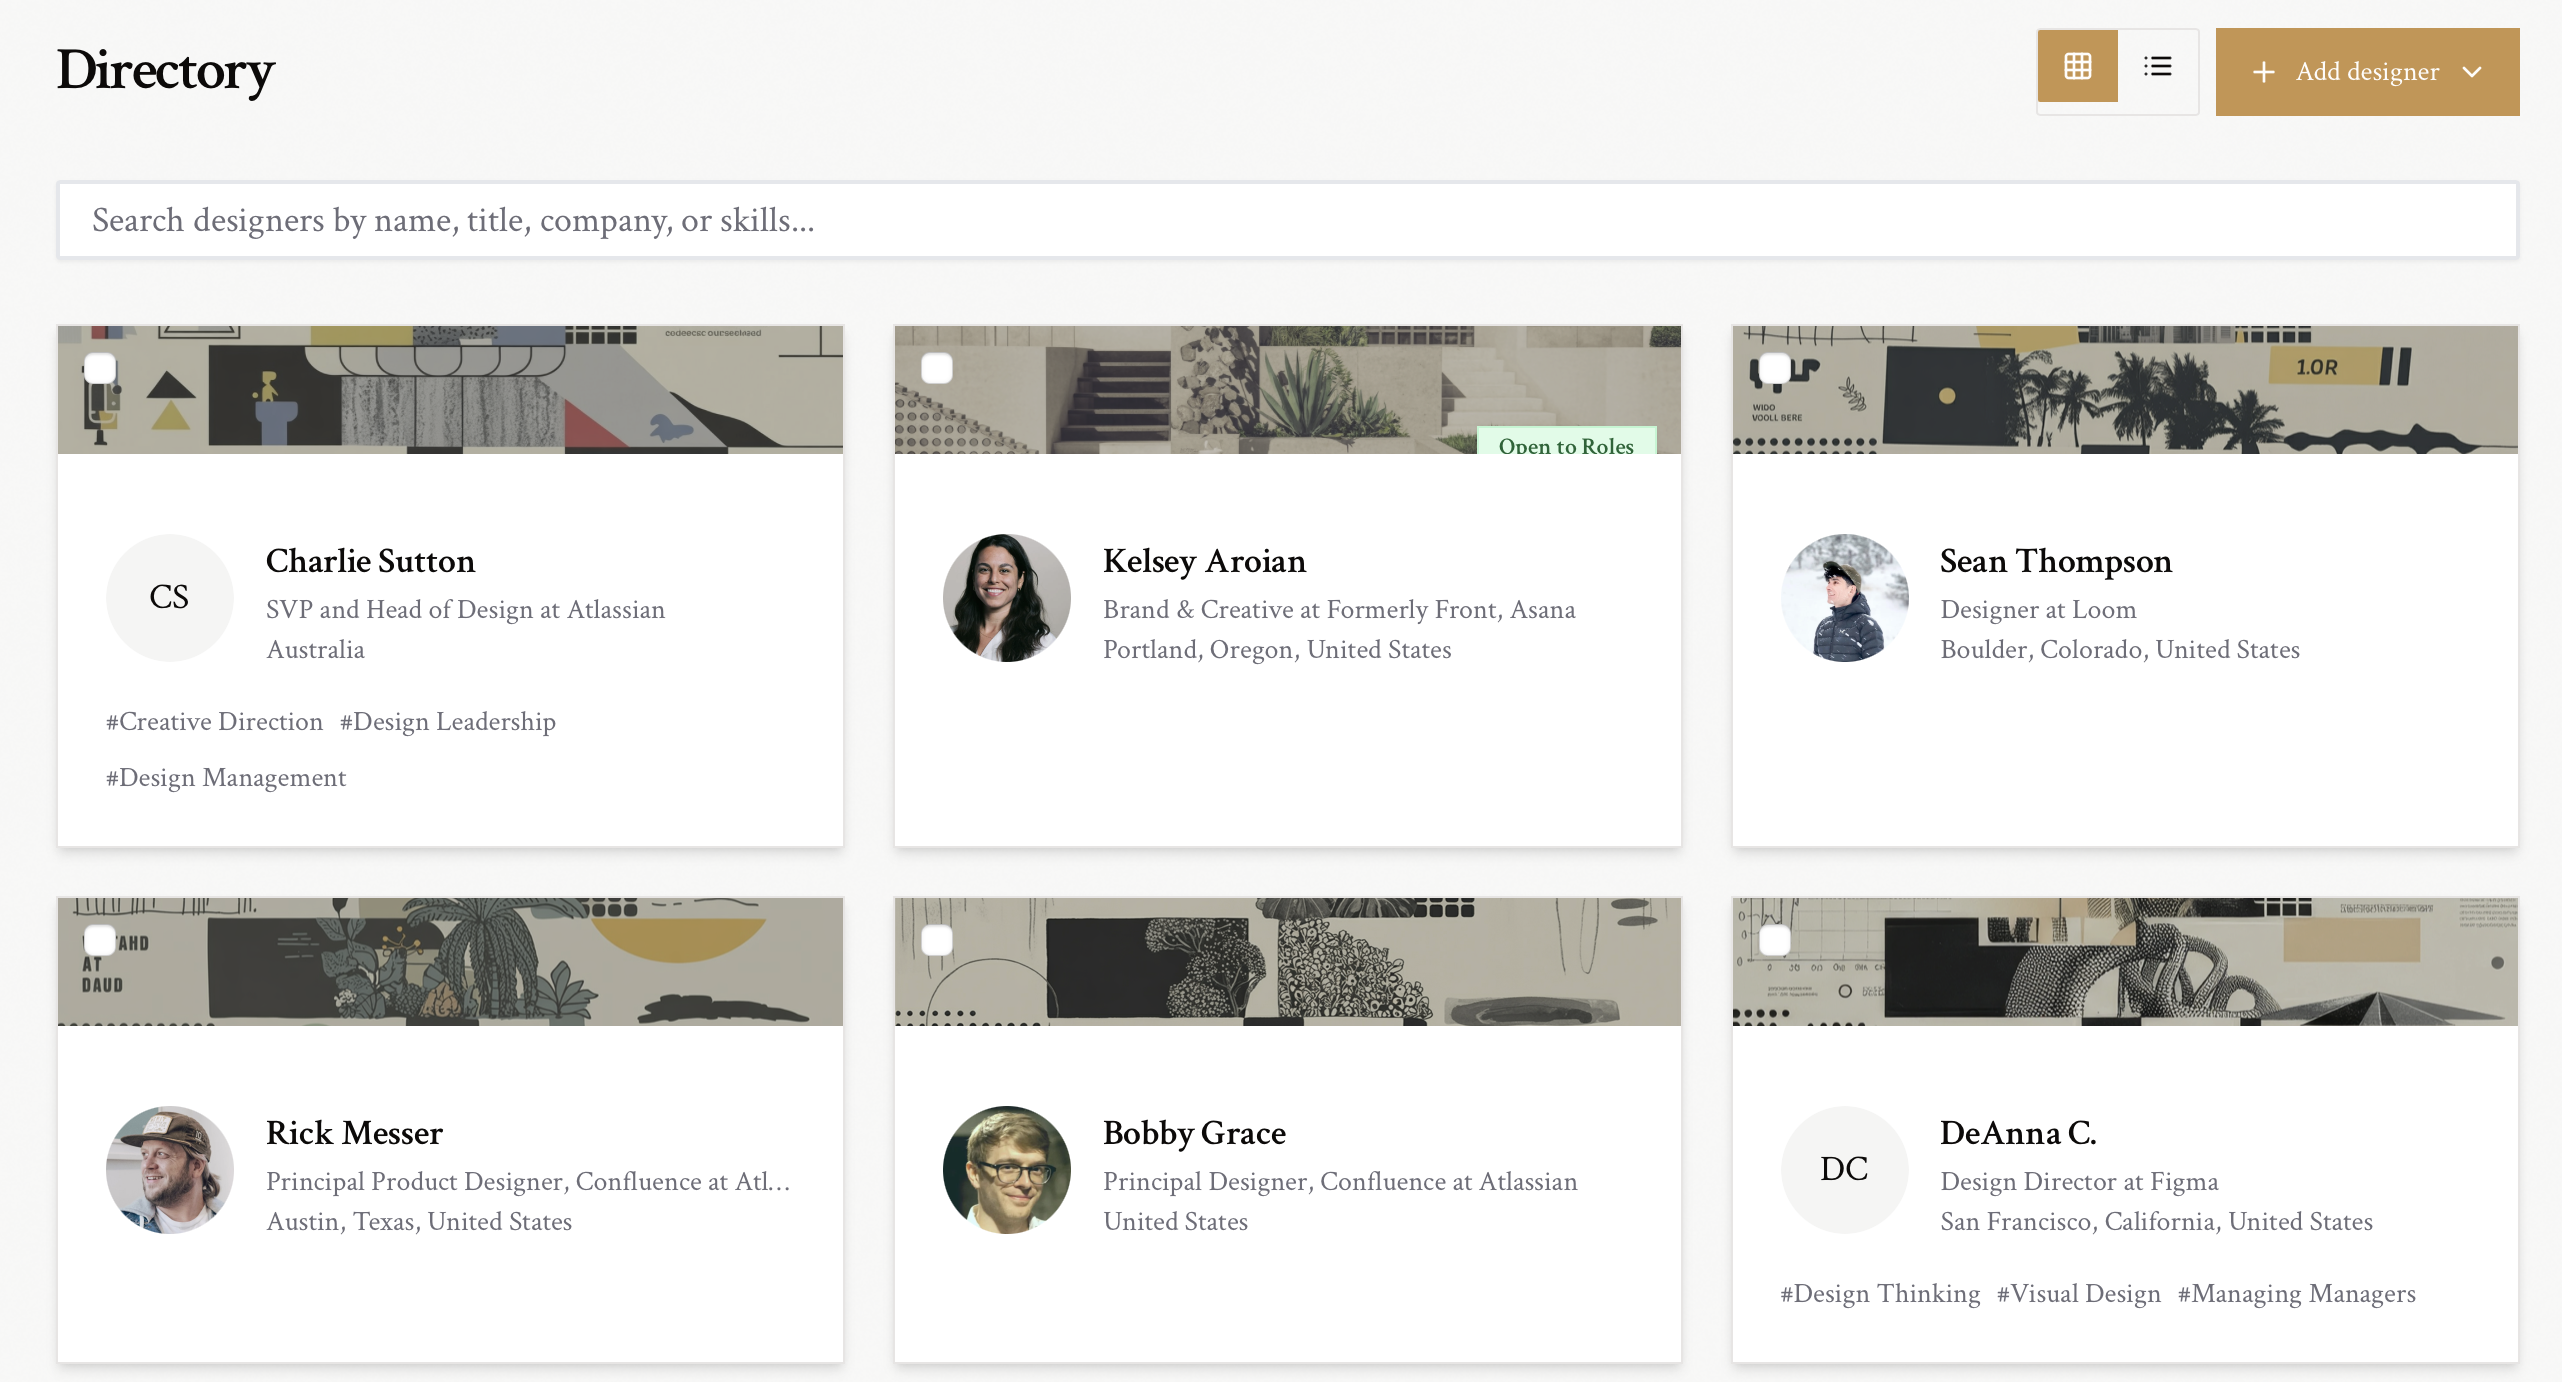 Directory
Add designer
Search designers by name, title, company, or skills...
Open to Roles
WIDO
VOOLL BERE
1.0R
CS
Charlie Sutton
SVP and Head of Design at Atlassian
Australia
#Creative Direction #Design Leadership
#Design Management
Kelsey Aroian
Brand & Creative at Formerly Front, Asana
Portland, Oregon, United States
Sean Thompson
Designer at Loom
Boulder, Colorado, United States
AT
DAUD
Rick Messer
Principal Product Designer, Confluence at Atl...
Austin, Texas, United States
Bobby Grace
Principal Designer, Confluence at Atlassian
United States
DC
DeAnna C.
Design Director at Figma
San Francisco, California, United States
#Design Thinking #Visual Design #Managing Managers